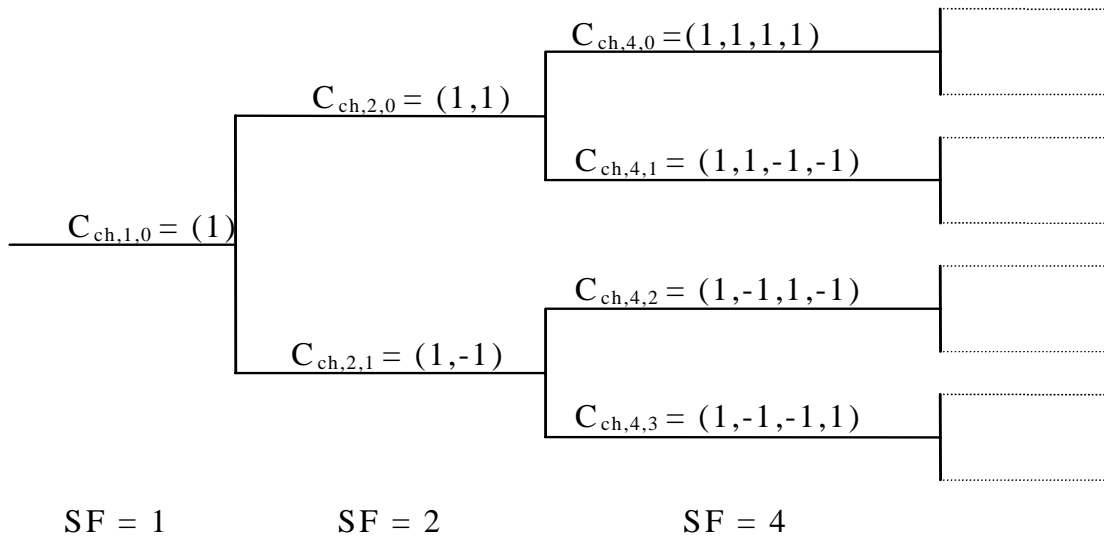 C ch,4,0 =(1,1,1,1)
C ch,2,0 = (1,1)
C ch,4,1 = (1,1,-1,-1)
C ch,1,0 = (1)
C ch,4,2 = (1,-1,1,-1)
C ch,2,1 = (1,-1)
C ch,4,3 = (1,-1,-1,1)
SF = 1 SF = 2 SF = 4